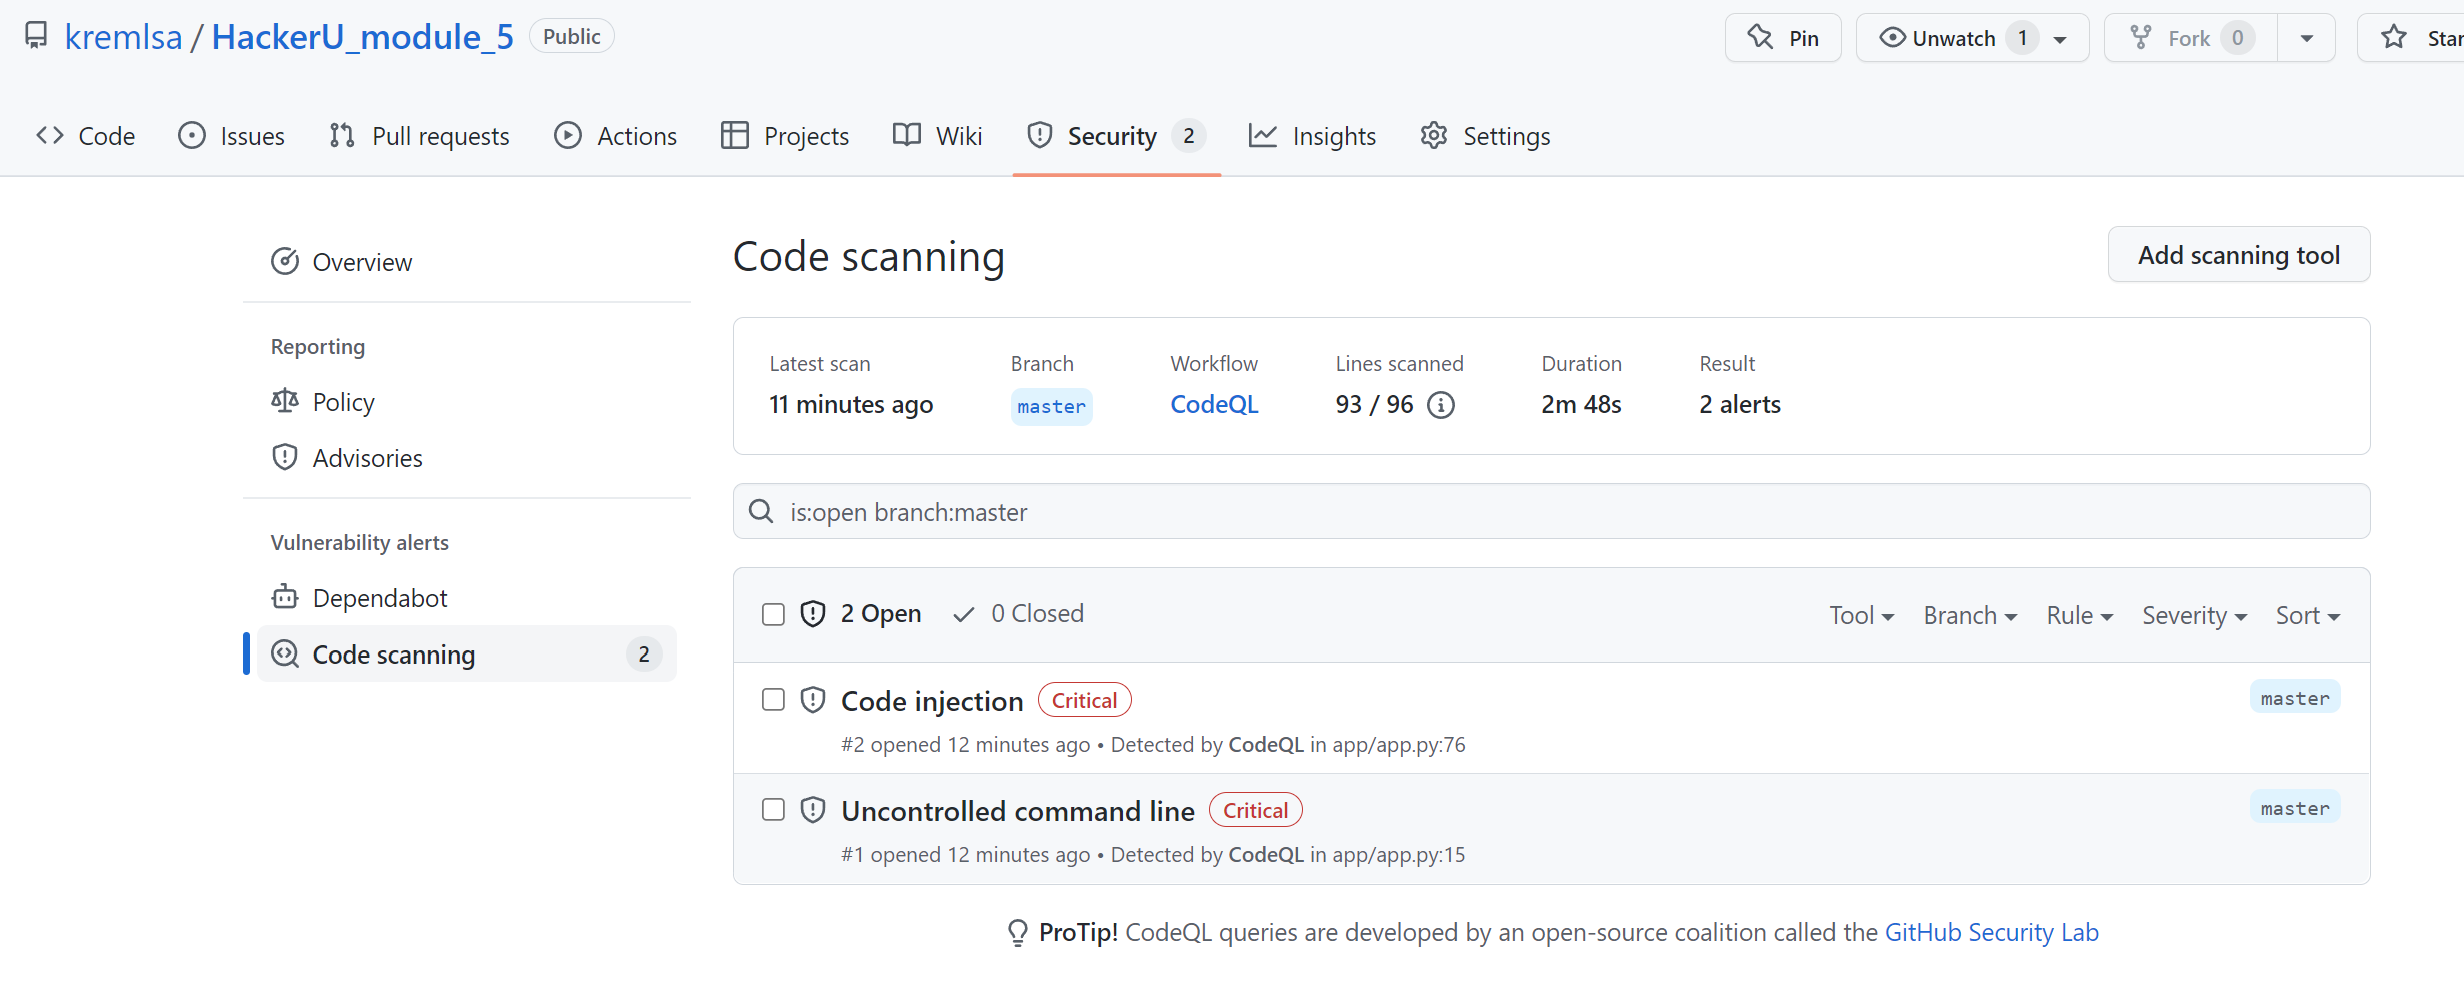 kremlsa / HackerU_module_5 Public
Pin Unwatch 1 Fork 0 Star
Code Issues Pull requests Actions Projects Wiki Security 2 Insights Settings
Overview
Reporting
Policy
Advisories
Vulnerability alerts
Dependabot
Code scanning 2
Code scanning Add scanning tool
Latest scan Branch Workflow Lines scanned Duration Result
11 minutes ago master CodeQL 93 / 96 2m 48s 2 alerts
is:open branch:master
2 Open 0 Closed Tool Branch Rule Severity Sort
Code injection Critical master
#2 opened 12 minutes ago • Detected by CodeQL in app/app.py:76
Uncontrolled command line Critical master
#1 opened 12 minutes ago • Detected by CodeQL in app/app.py:15
ProTip! CodeQL queries are developed by an open-source coalition called the GitHub Security Lab